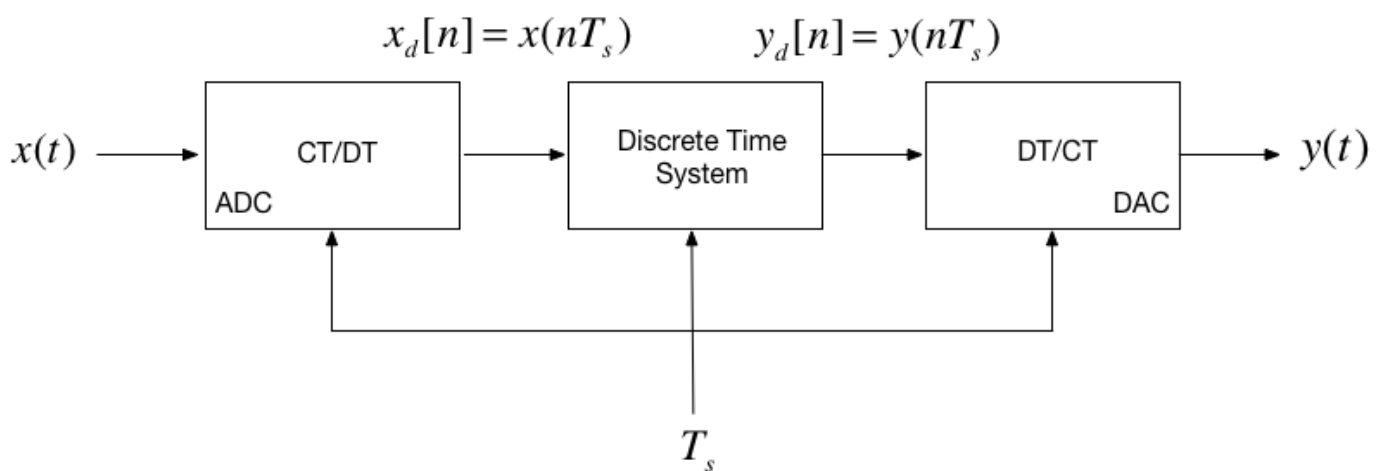 x_d[n] = x(nT_s)
y_d[n] = y(nT_s)
x(t)
CT/DT
ADC
Discrete Time
System
DT/CT
DAC
y(t)
T_s